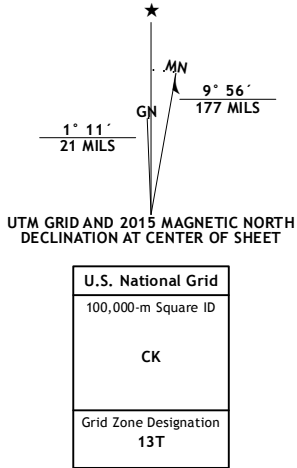 ★
MN
GN
9° 56´
177 MILS
1° 11´
21 MILS
UTM GRID AND 2015 MAGNETIC NORTH
DECLINATION AT CENTER OF SHEET
U.S. National Grid
100,000-m Square ID
CK
Grid Zone Designation
13T